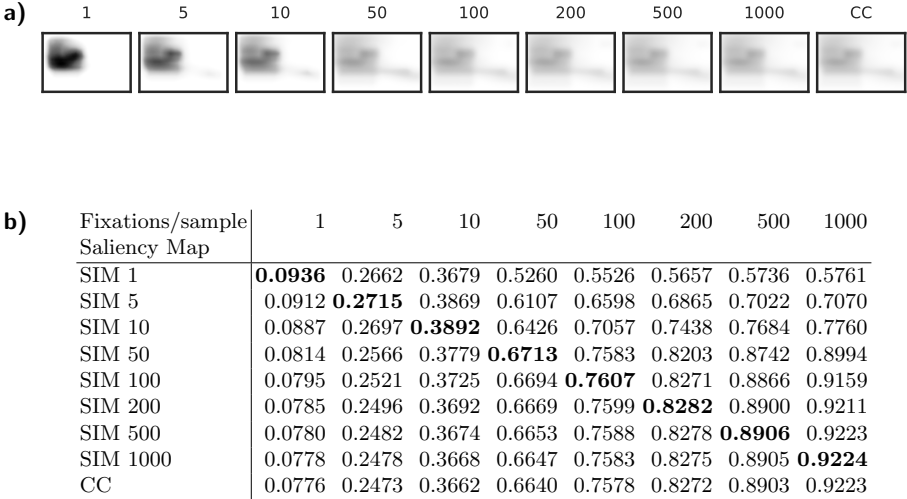 a) 1 5 10 50 100 200 500 1000 CC
b) Fixations/sample 1 5 10 50 100 200 500 1000
Saliency Map
SIM 1 0.0936 0.2662 0.3679 0.5260 0.5526 0.5657 0.5736 0.5761
SIM 5 0.0912 0.2715 0.3869 0.6107 0.6598 0.6865 0.7022 0.7070
SIM 10 0.0887 0.2697 0.3892 0.6426 0.7057 0.7438 0.7684 0.7760
SIM 50 0.0814 0.2566 0.3779 0.6713 0.7583 0.8203 0.8742 0.8994
SIM 100 0.0795 0.2521 0.3725 0.6694 0.7607 0.8271 0.8866 0.9159
SIM 200 0.0785 0.2496 0.3692 0.6669 0.7599 0.8282 0.8900 0.9211
SIM 500 0.0780 0.2482 0.3674 0.6653 0.7588 0.8278 0.8906 0.9223
SIM 1000 0.0778 0.2478 0.3668 0.6647 0.7583 0.8275 0.8905 0.9224
CC 0.0776 0.2473 0.3662 0.6640 0.7578 0.8272 0.8903 0.9223